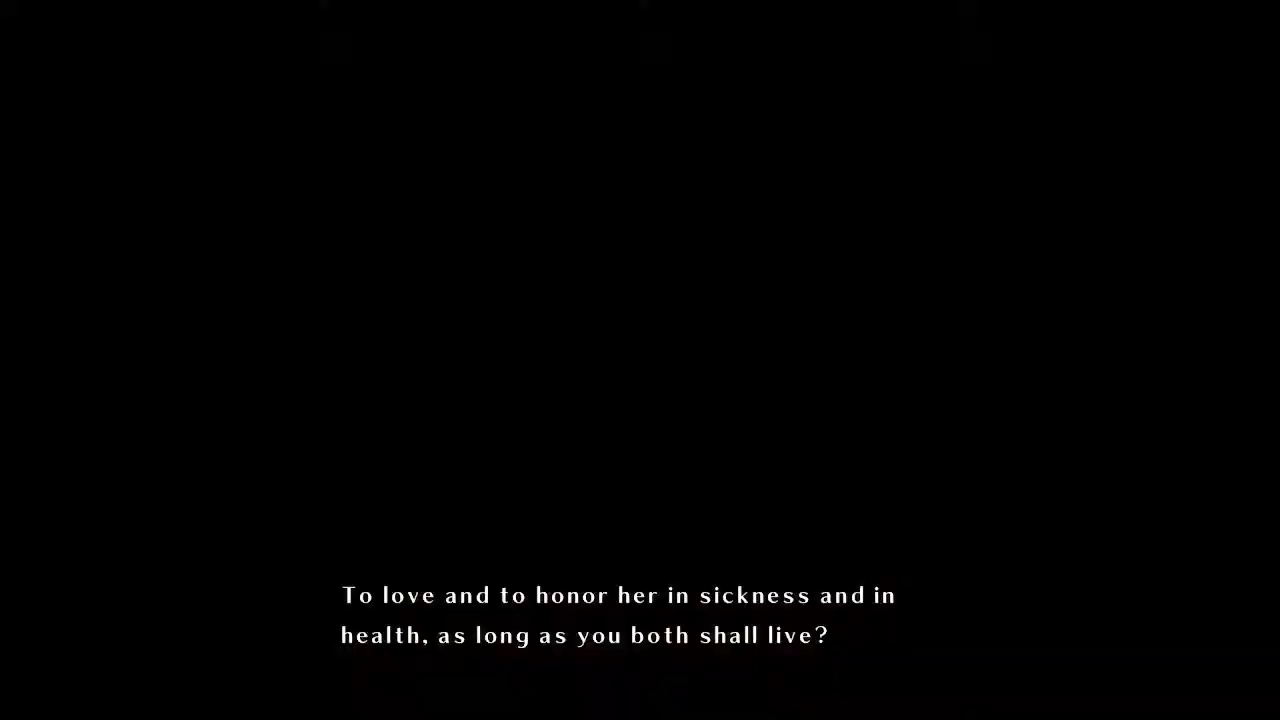 To love and to honor her in sickness and in
health, as long as you both shall live?